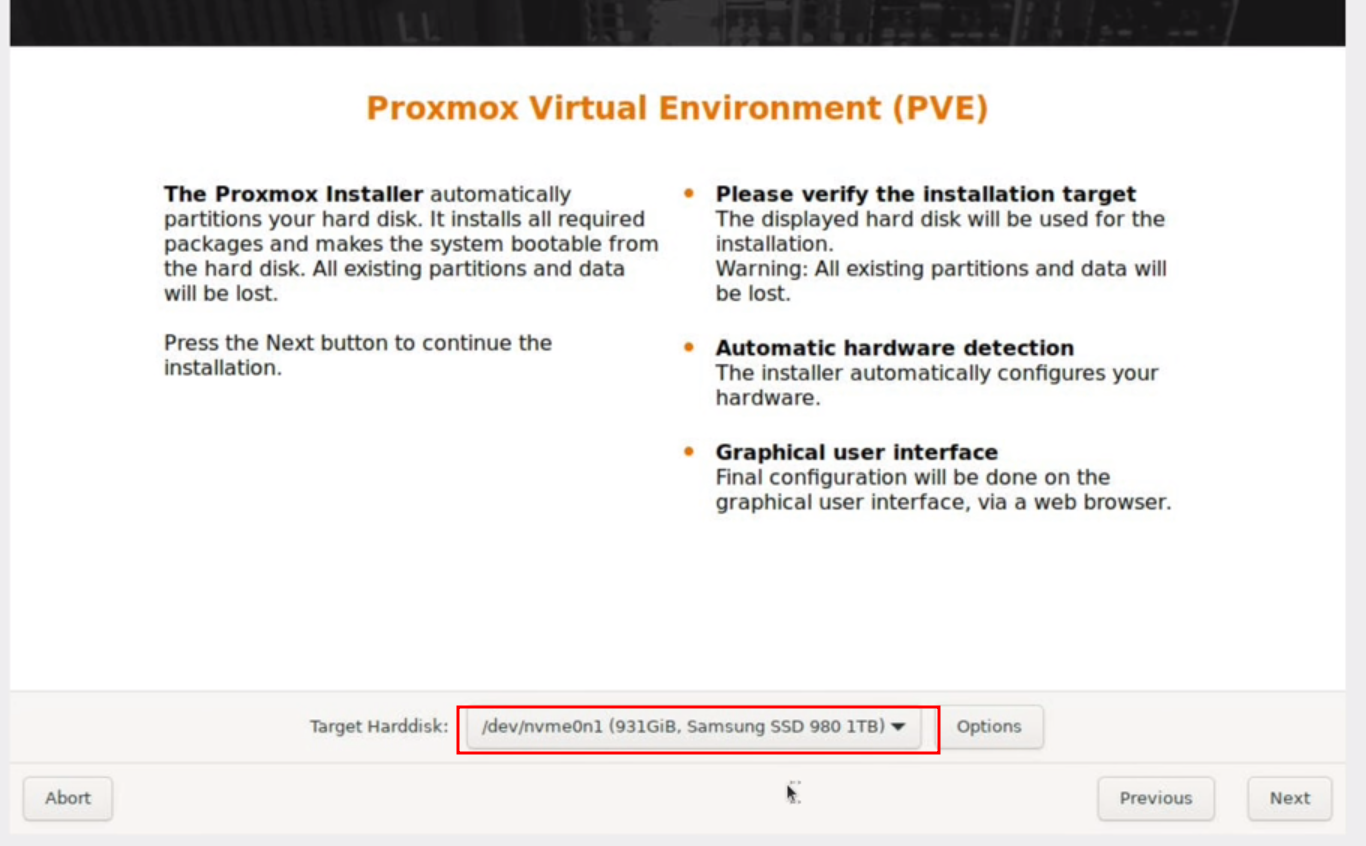 Proxmox Virtual Environment (PVE)
The Proxmox Installer automatically
partitions your hard disk. It installs all required
packages and makes the system bootable from
the hard disk. All existing partitions and data
will be lost.
Press the Next button to continue the
installation.
Please verify the installation target
The displayed hard disk will be used for the
installation.
Warning: All existing partitions and data will
be lost.
Automatic hardware detection
The installer automatically configures your
hardware.
Graphical user interface
Final configuration will be done on the
graphical user interface, via a web browser.
Target Harddisk: /dev/nvme0n1 (931GiB, Samsung SSD 980 1TB) Options
Abort Previous Next